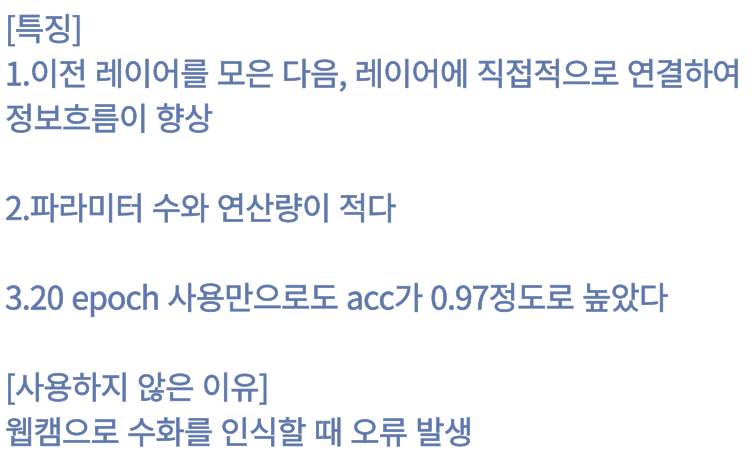 [특징]
1.이전 레이어를 모은 다음, 레이어에 직접적으로 연결하여
정보흐름이 향상
2.파라미터 수와 연산량이 적다
3.20 epoch 사용만으로도 acc가 0.97정도로 높았다
[사용하지 않은 이유]
웹캠으로 수화를 인식할 때 오류 발생